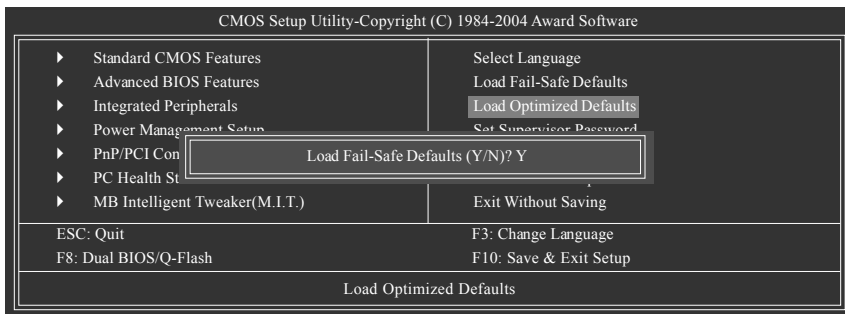 CMOS Setup Utility-Copyright (C) 1984-2004 Award Software
Standard CMOS Features
Advanced BIOS Features
Integrated Peripherals
Power Management Setup
PnP/PCI Con
PC Health St
MB Intelligent Tweaker(M.I.T.)
Select Language
Load Fail-Safe Defaults
Load Optimized Defaults
Set Supervisor Password
Exit Without Saving
Load Fail-Safe Defaults (Y/N)? Y
ESC: Quit
F3: Change Language
F8: Dual BIOS/Q-Flash
F10: Save & Exit Setup
Load Optimized Defaults